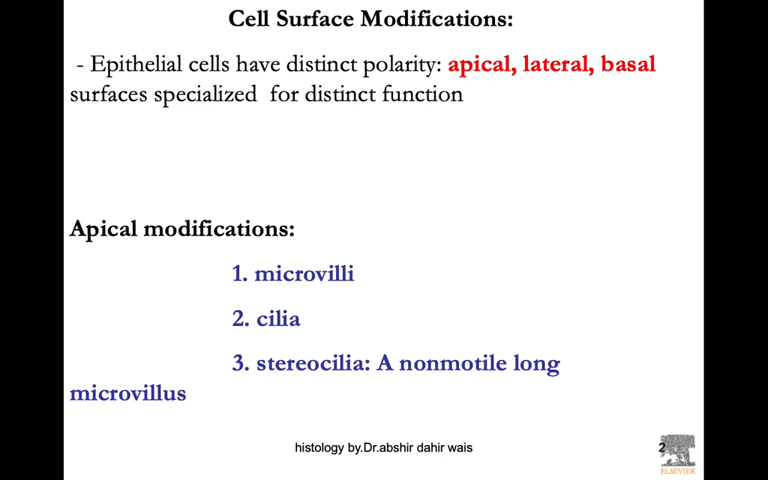 Cell Surface Modifications:
- Epithelial cells have distinct polarity: apical, lateral, basal
surfaces specialized for distinct function
Apical modifications:
1. microvilli
2. cilia
3. stereocilia: A nonmotile long
microvillus
histology by.Dr.abshir dahir wais
2
ELSEVIER